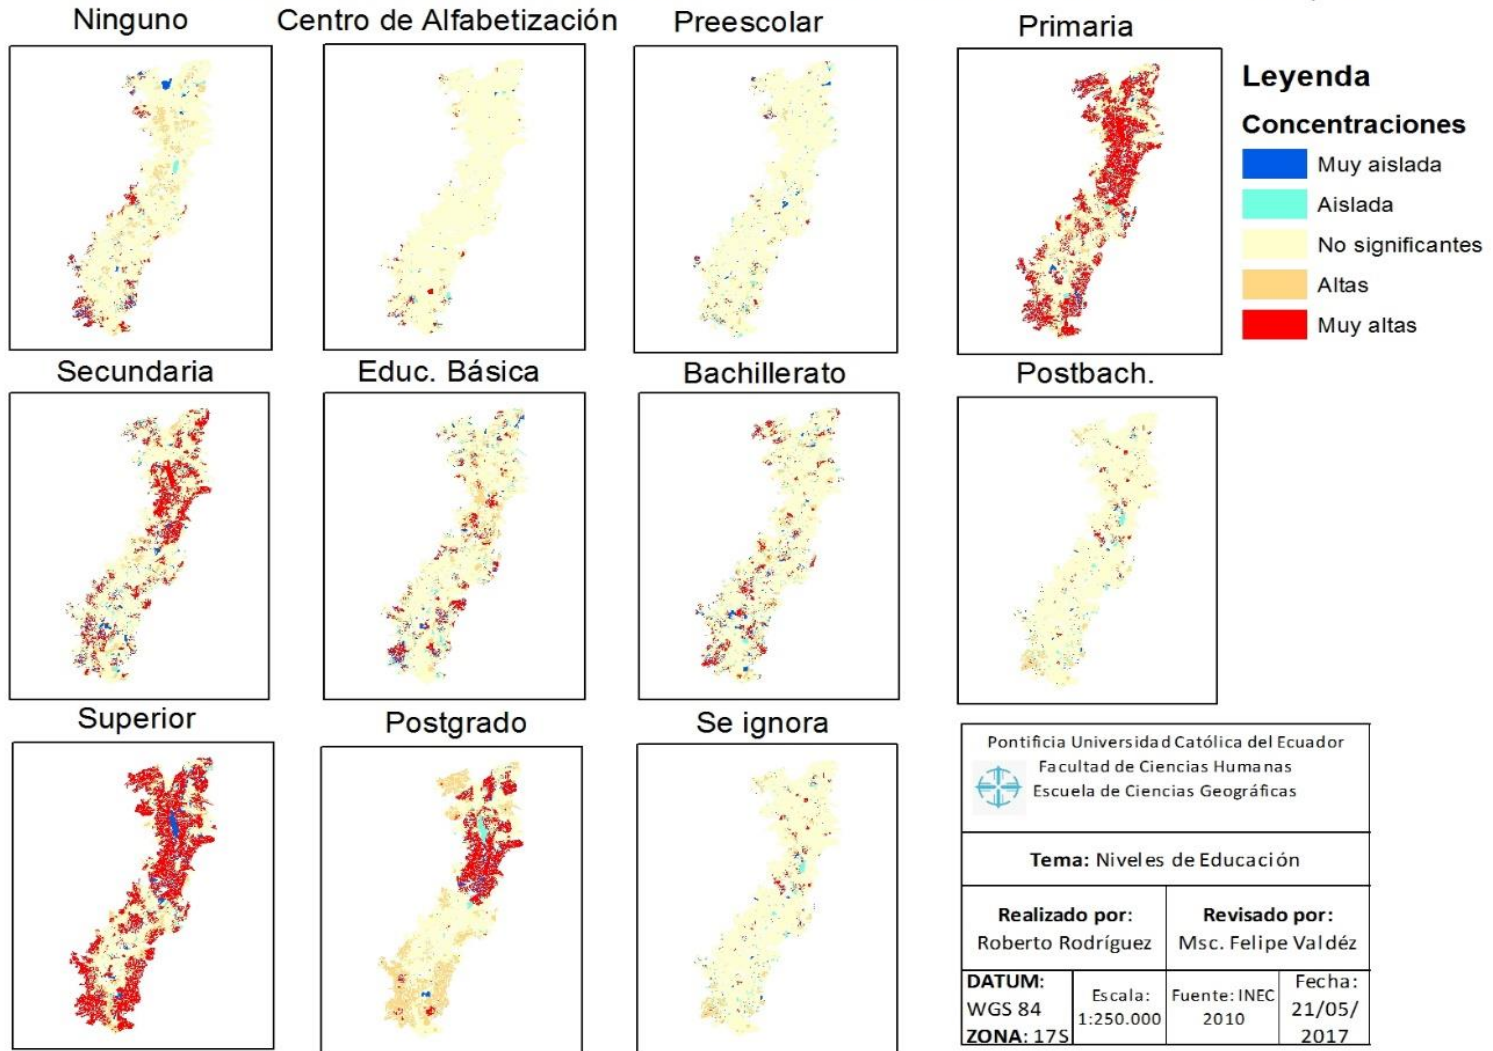 Ninguno
Centro de Alfabetización
Preescolar
Primaria
Leyenda
Concentraciones
Muy aislada
Aislada
No significantes
Altas
Muy altas
Secundaria
Educ. Básica
Bachillerato
Postbach.
Superior
Postgrado
Se ignora
Pontificia Universidad Católica del Ecuador
Facultad de Ciencias Humanas
Escuela de Ciencias Geográficas
Tema: Niveles de Educación
Realizado por:
Roberto Rodríguez
Revisado por:
Msc. Felipe Valdéz
DATUM:
WGS 84
ZONA: 17S
Escala:
1:250.000
Fuente: INEC
2010
Fecha:
21/05/
2017